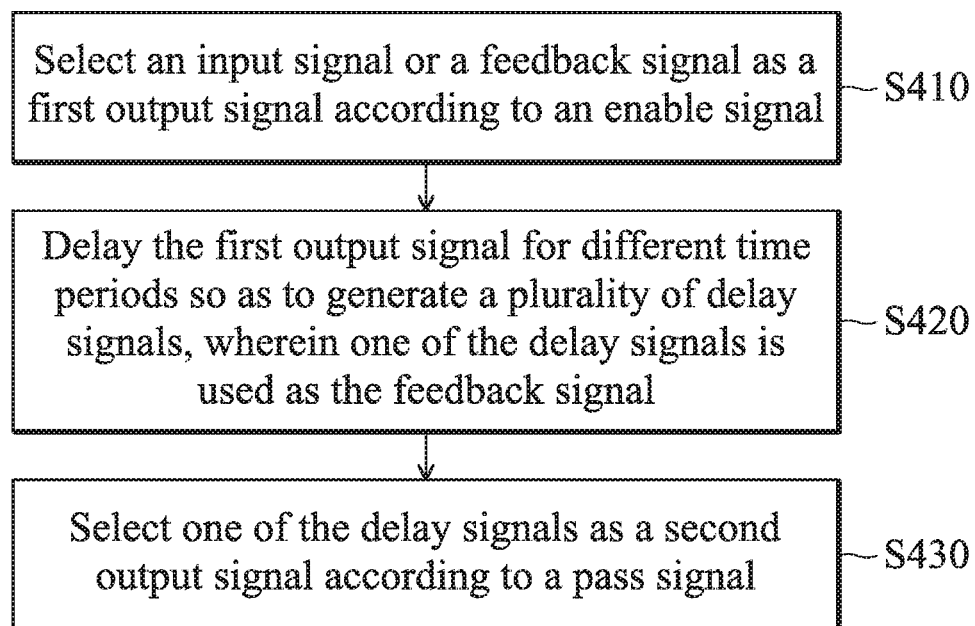 Select an input signal or a feedback signal as a
first output signal according to an enable signal
S410
Delay the first output signal for different time
periods so as to generate a plurality of delay
signals, wherein one of the delay signals is
used as the feedback signal
S420
Select one of the delay signals as a second
output signal according to a pass signal
S430